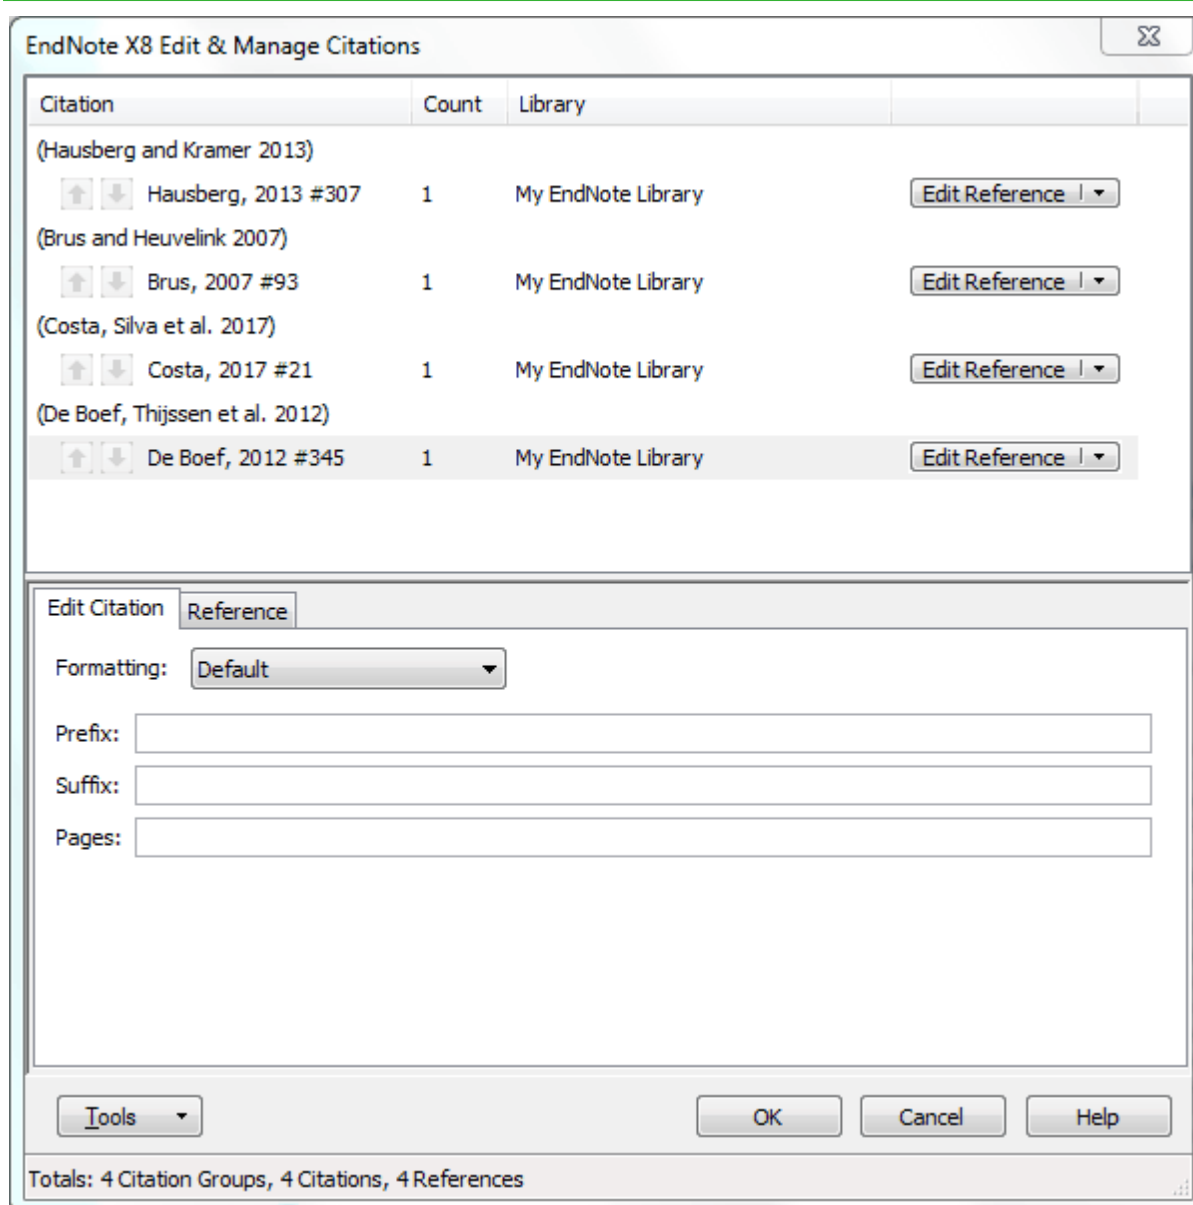 EndNote X8 Edit & Manage Citations
Citation Count Library
(Hausberg and Kramer 2013)
Hausberg, 2013 #307 1 My EndNote Library Edit Reference
(Brus and Heuvelink 2007)
Brus, 2007 #93 1 My EndNote Library Edit Reference
(Costa, Silva et al. 2017)
Costa, 2017 #21 1 My EndNote Library Edit Reference
(De Boef, Thijssen et al. 2012)
De Boef, 2012 #345 1 My EndNote Library Edit Reference
Edit Citation Reference
Formatting: Default
Prefix:
Suffix:
Pages:
Tools OK Cancel Help
Totals: 4 Citation Groups, 4 Citations, 4 References